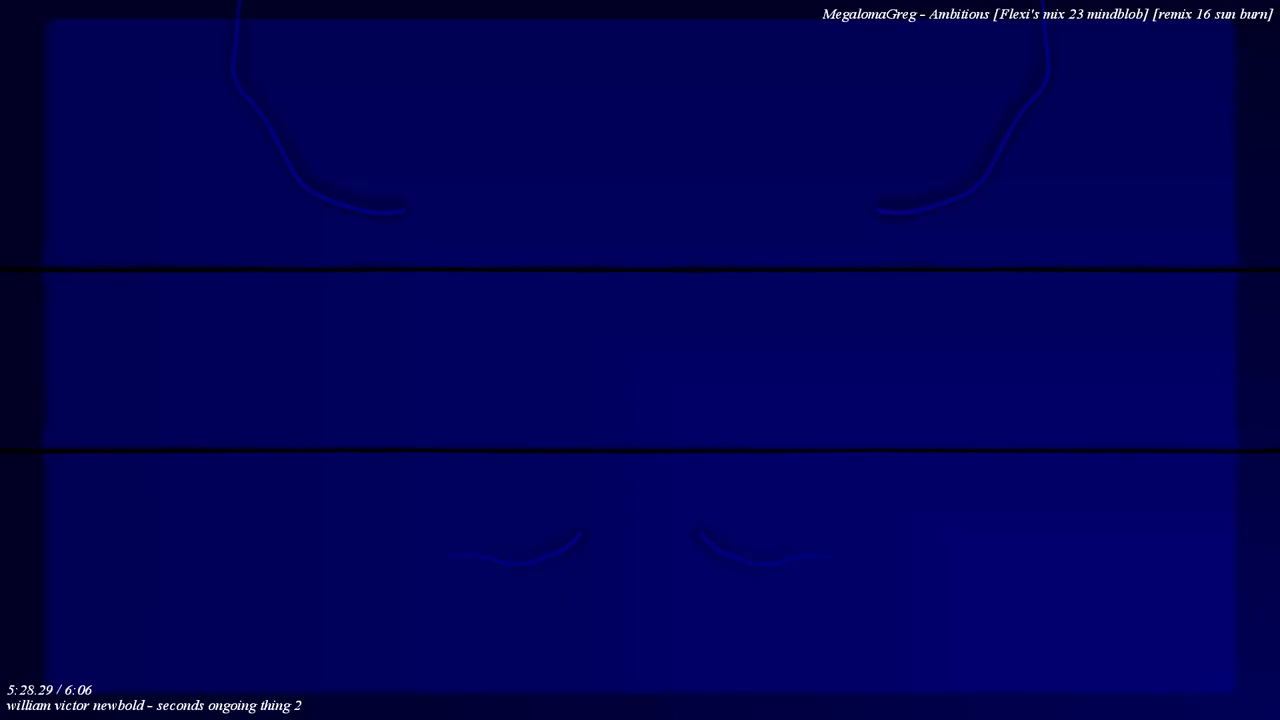 MegalomaGreg - Ambitions [Flexi's mix 23 mindblob] [remix 16 sun burn]
5:28.29 / 6:06
william victor newbold - seconds ongoing thing 2